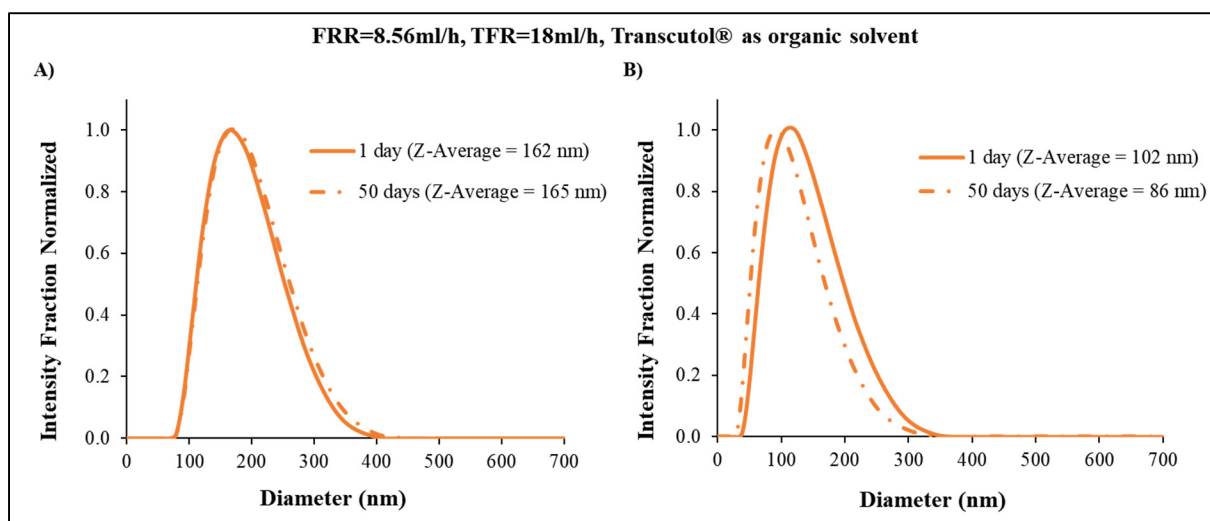 FRR=8.56ml/h, TFR=18ml/h, Transcutol® as organic solvent
A)
Intensity Fraction Normalized
1.0
0.8
0.6
0.4
0.2
0.0
1 day (Z-Average = 162 nm)
50 days (Z-Average = 165 nm)
0 100 200 300 400 500 600 700
Diameter (nm)
B)
Intensity Fraction Normalized
1.0
0.8
0.6
0.4
0.2
0.0
1 day (Z-Average = 102 nm)
50 days (Z-Average = 86 nm)
0 100 200 300 400 500 600 700
Diameter (nm)